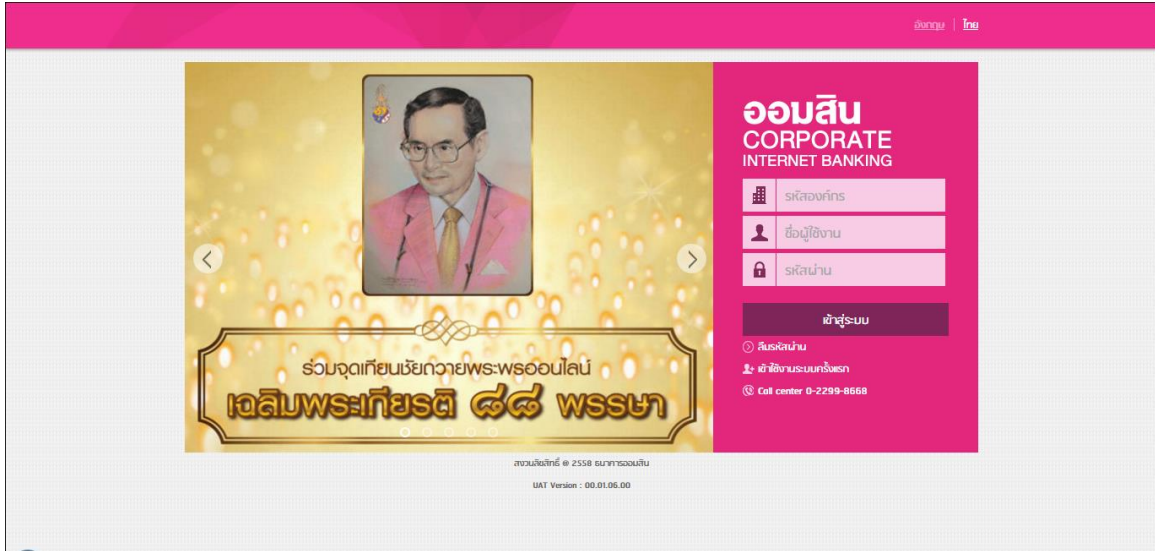 อังกฤษ | ไทย
ออมสิน
CORPORATE
INTERNET BANKING
รหัสองค์กร
ชื่อผู้ใช้งาน
รหัสผ่าน
เข้าสู่ระบบ
ลืมรหัสผ่าน
เข้าใช้งานระบบครั้งแรก
Call center 0-2299-8668
ร่วมจุดเทียนชัยถวายพระพรออนไลน์
เฉลิมพระเกียรติ ๘๘ พรรษา
สงวนลิขสิทธิ์ @ 2558 ธนาคารออมสิน
UAT Version : 00.01.06.00